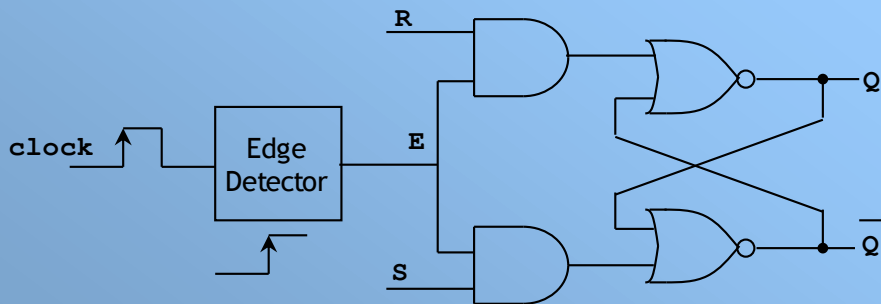 R
Q
clock
Edge
Detector
E
S
Q̅